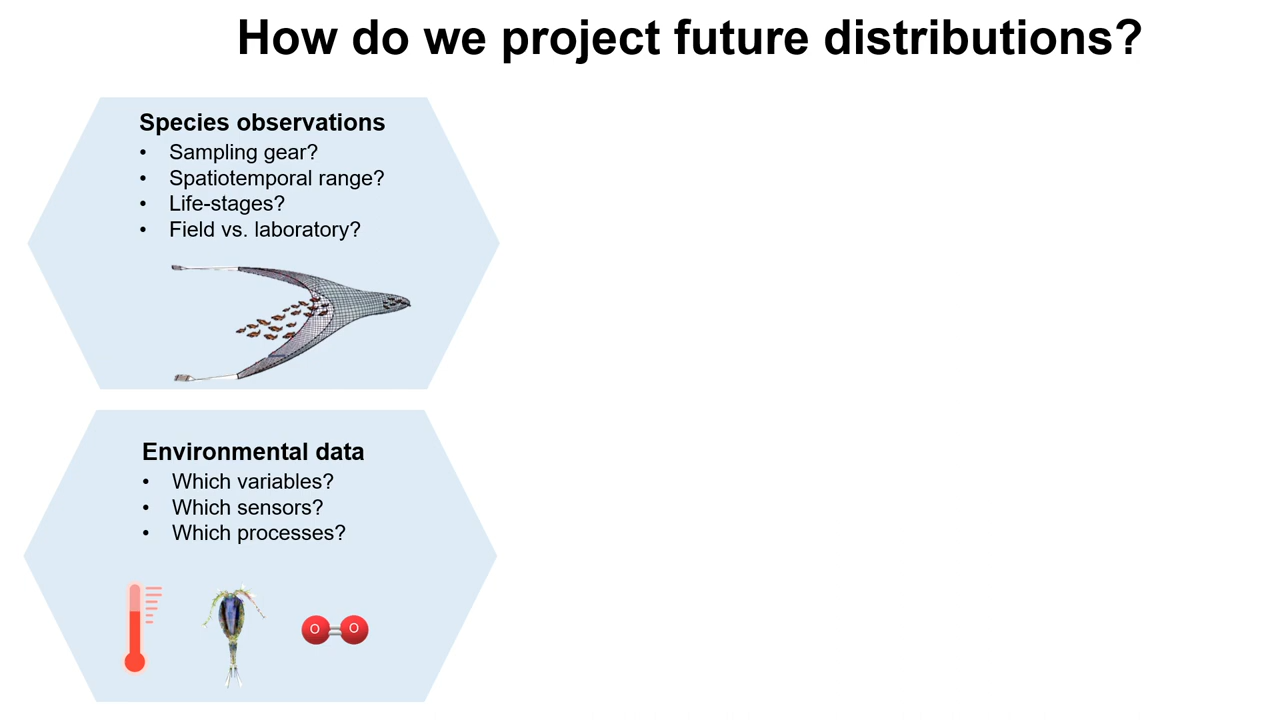 How do we project future distributions?
Species observations
• Sampling gear?
• Spatiotemporal range?
• Life-stages?
• Field vs. laboratory?
Environmental data
• Which variables?
• Which sensors?
• Which processes?
O O